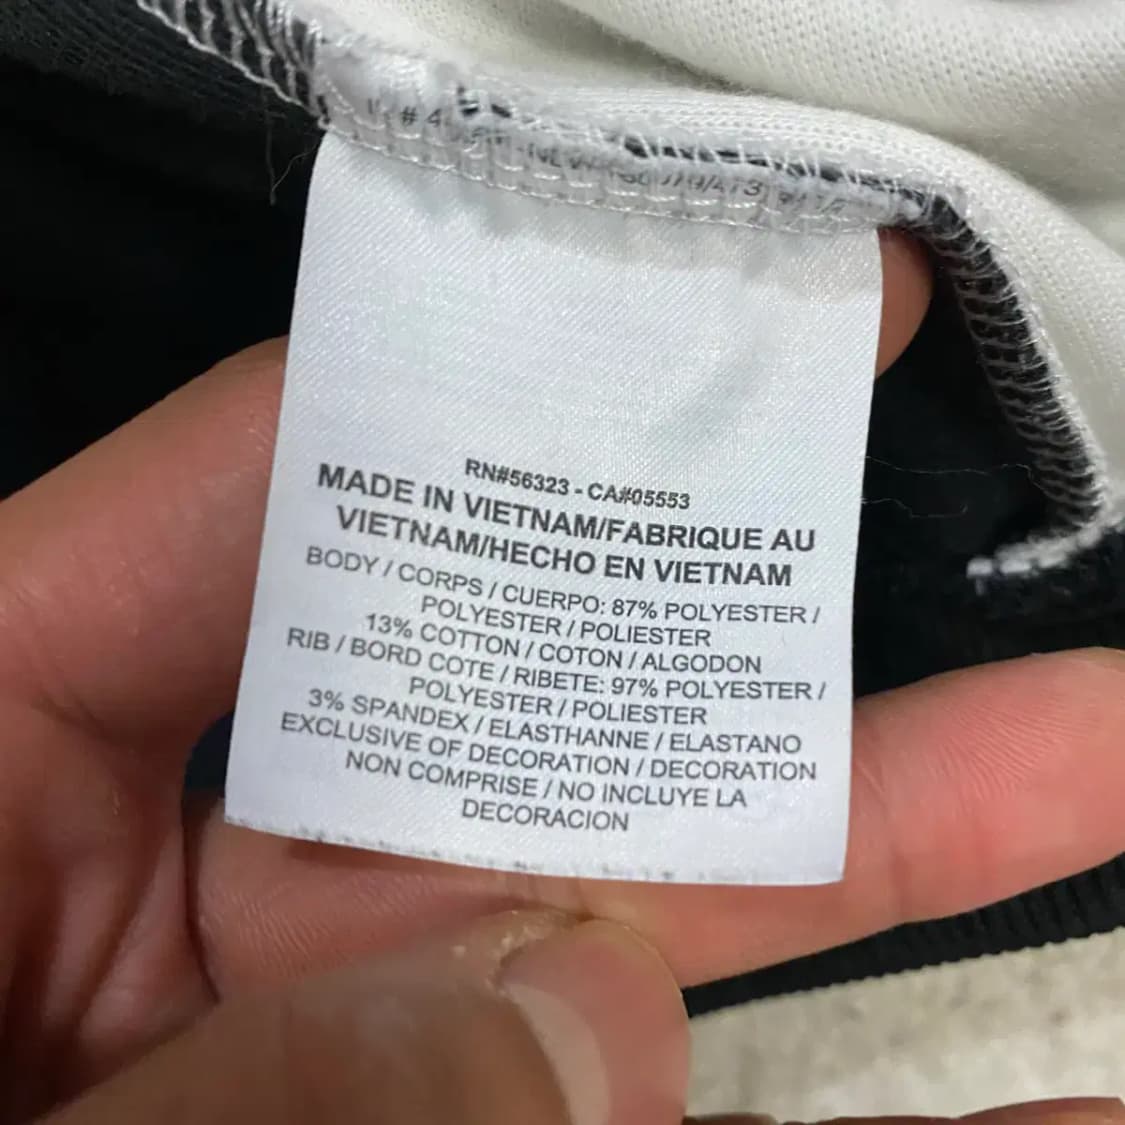 RN#56323 - CA#05553
MADE IN VIETNAM/FABRIQUE AU
VIETNAM/HECHO EN VIETNAM
BODY / CORPS / CUERPO: 87% POLYESTER /
POLYESTER / POLIESTER
13% COTTON / COTON / ALGODON
RIB / BORD COTE / RIBETE: 97% POLYESTER /
POLYESTER / POLIESTER
3% SPANDEX / ELASTHANNE / ELASTANO
EXCLUSIVE OF DECORATION / DECORATION
NON COMPRISE / NO INCLUYE LA
DECORACION